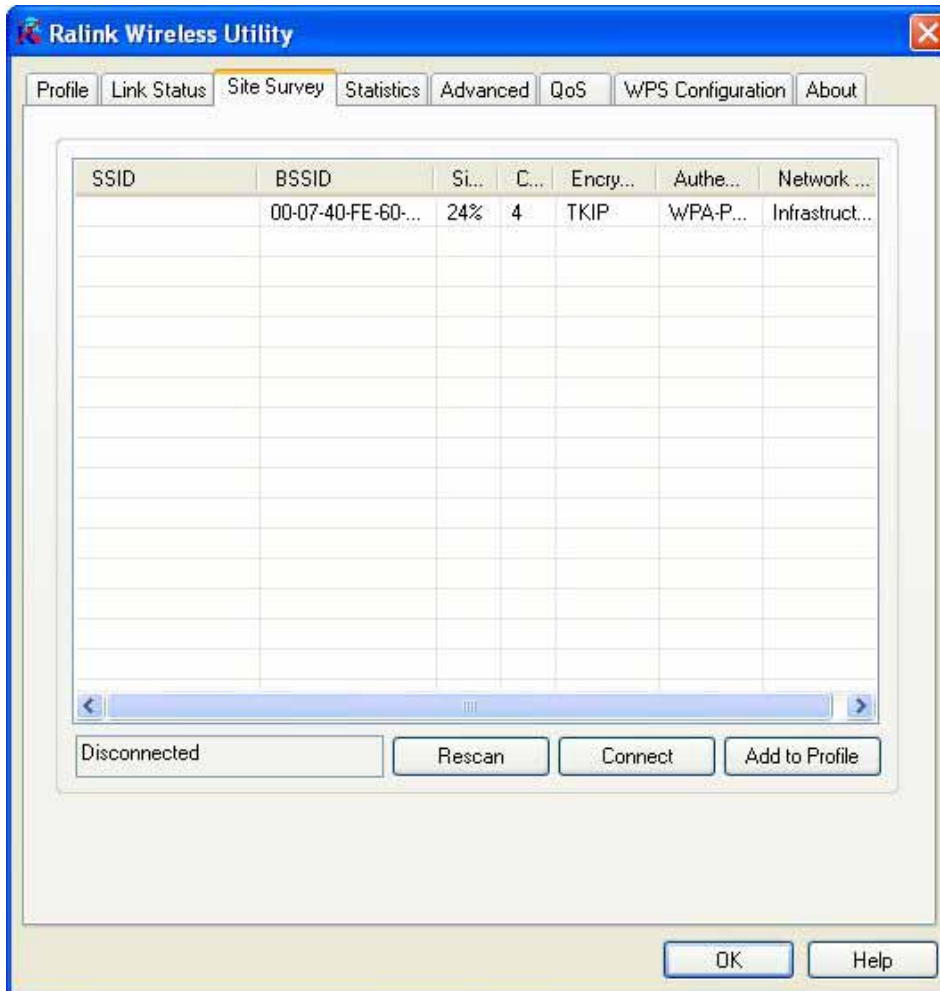 Ralink Wireless Utility
Profile Link Status Site Survey Statistics Advanced QoS WPS Configuration About
SSID BSSID Si... C... Encry... Authe... Network ...
00-07-40-FE-60-... 24% 4 TKIP WPA-P... Infrastruct...
Disconnected Rescan Connect Add to Profile
OK Help